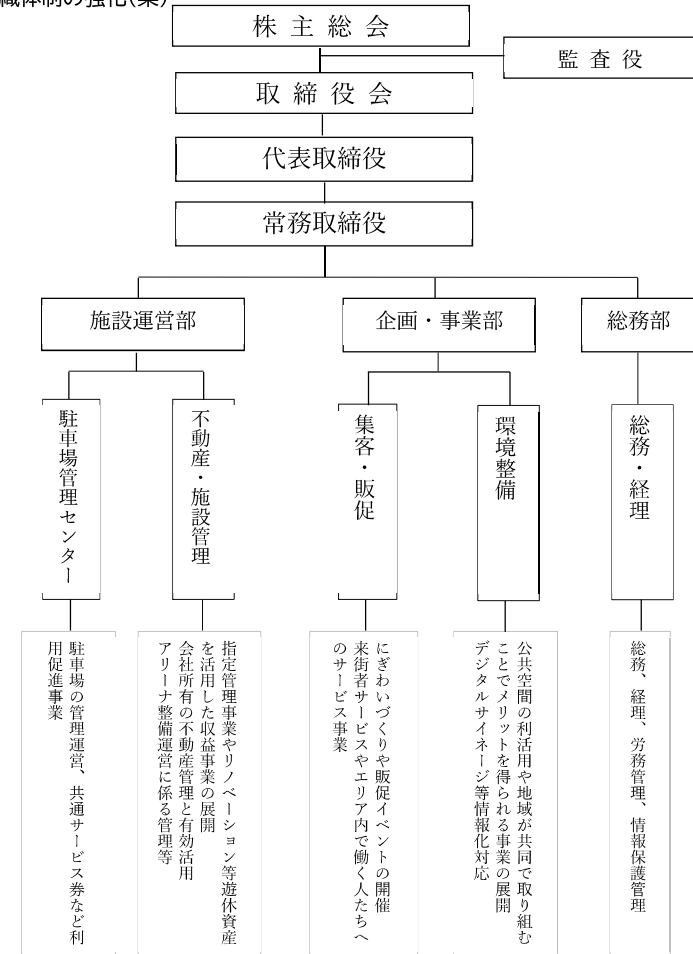 織体制の強化(案)
株主総会
監査役
取締役会
代表取締役
常務取締役
施設運営部
企画・事業部
総務部
駐車場管理センター
不動産・施設管理
集客・販促
環境整備
総務・経理
駐車場の管理運営、共通サービス券など利
用促進事業
指定管理事業やリノベーション等遊休資産
を活用した収益事業の展開
会社所有の不動産管理と有効活用
アリーナ整備運営に係る管理等
にぎわいづくりや販促イベントの開催
来街者サービスやエリア内で働く人たちへ
のサービス事業
公共空間の利活用や地域が共同で取り組む
ことでメリットを得られる事業の展開
デジタルサイネージ等情報化対応
総務、経理、労務管理、情報保護管理